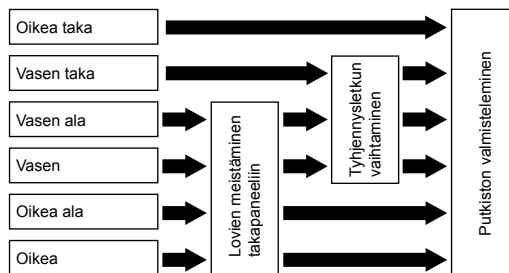 Oikea taka
Vasen taka
Vasen ala
Vasen
Oikea ala
Oikea
Lovien meistäminen
takapaneeliin
Tyhjennysletkun
vaihtaminen
Putkiston valmisteleminen